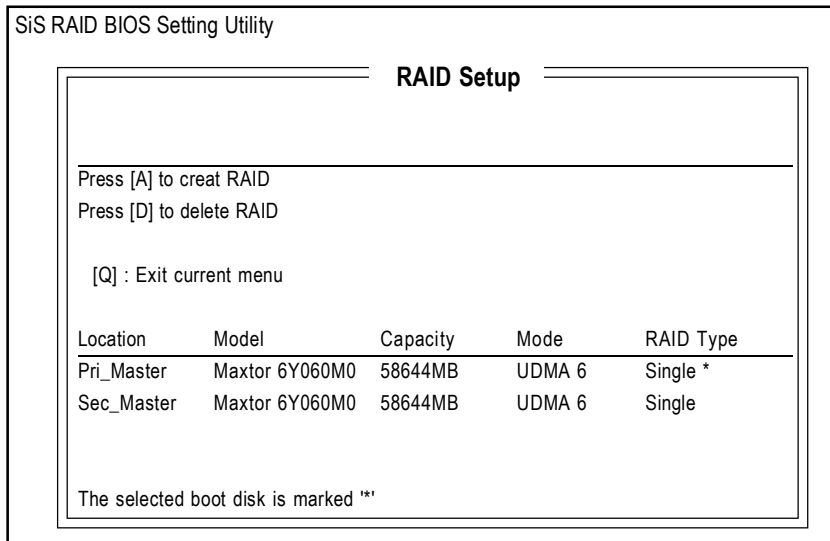 SiS RAID BIOS Setting Utility
RAID Setup
Press [A] to creat RAID
Press [D] to delete RAID
[Q] : Exit current menu
Location Model Capacity Mode RAID Type
Pri_Master Maxtor 6Y060M0 58644MB UDMA 6 Single *
Sec_Master Maxtor 6Y060M0 58644MB UDMA 6 Single
The selected boot disk is marked '*'